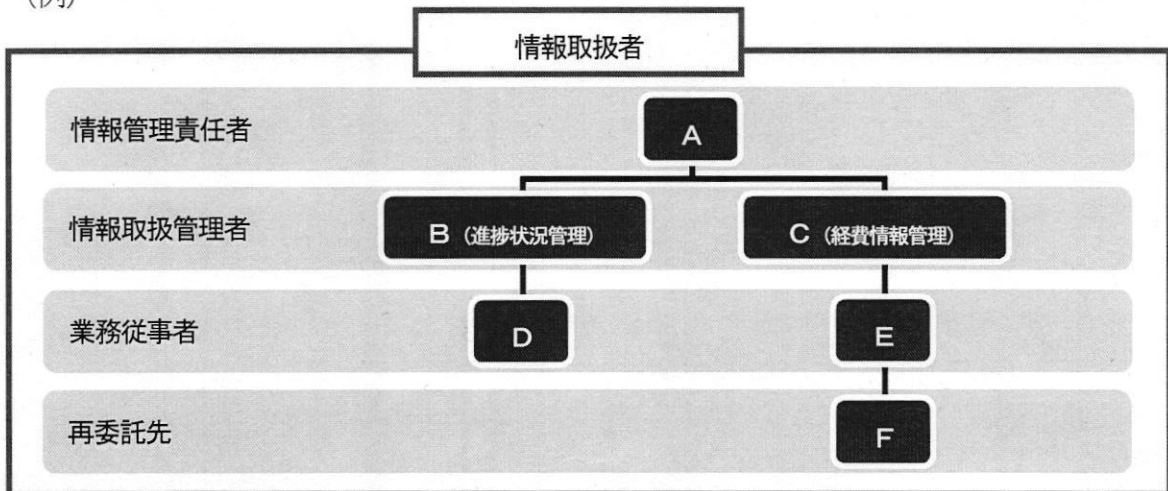 （例）
情報取扱者
情報管理責任者
A
情報取扱管理者
B（進捗状況管理）
C（経費情報管理）
業務従事者
D
E
再委託先
F